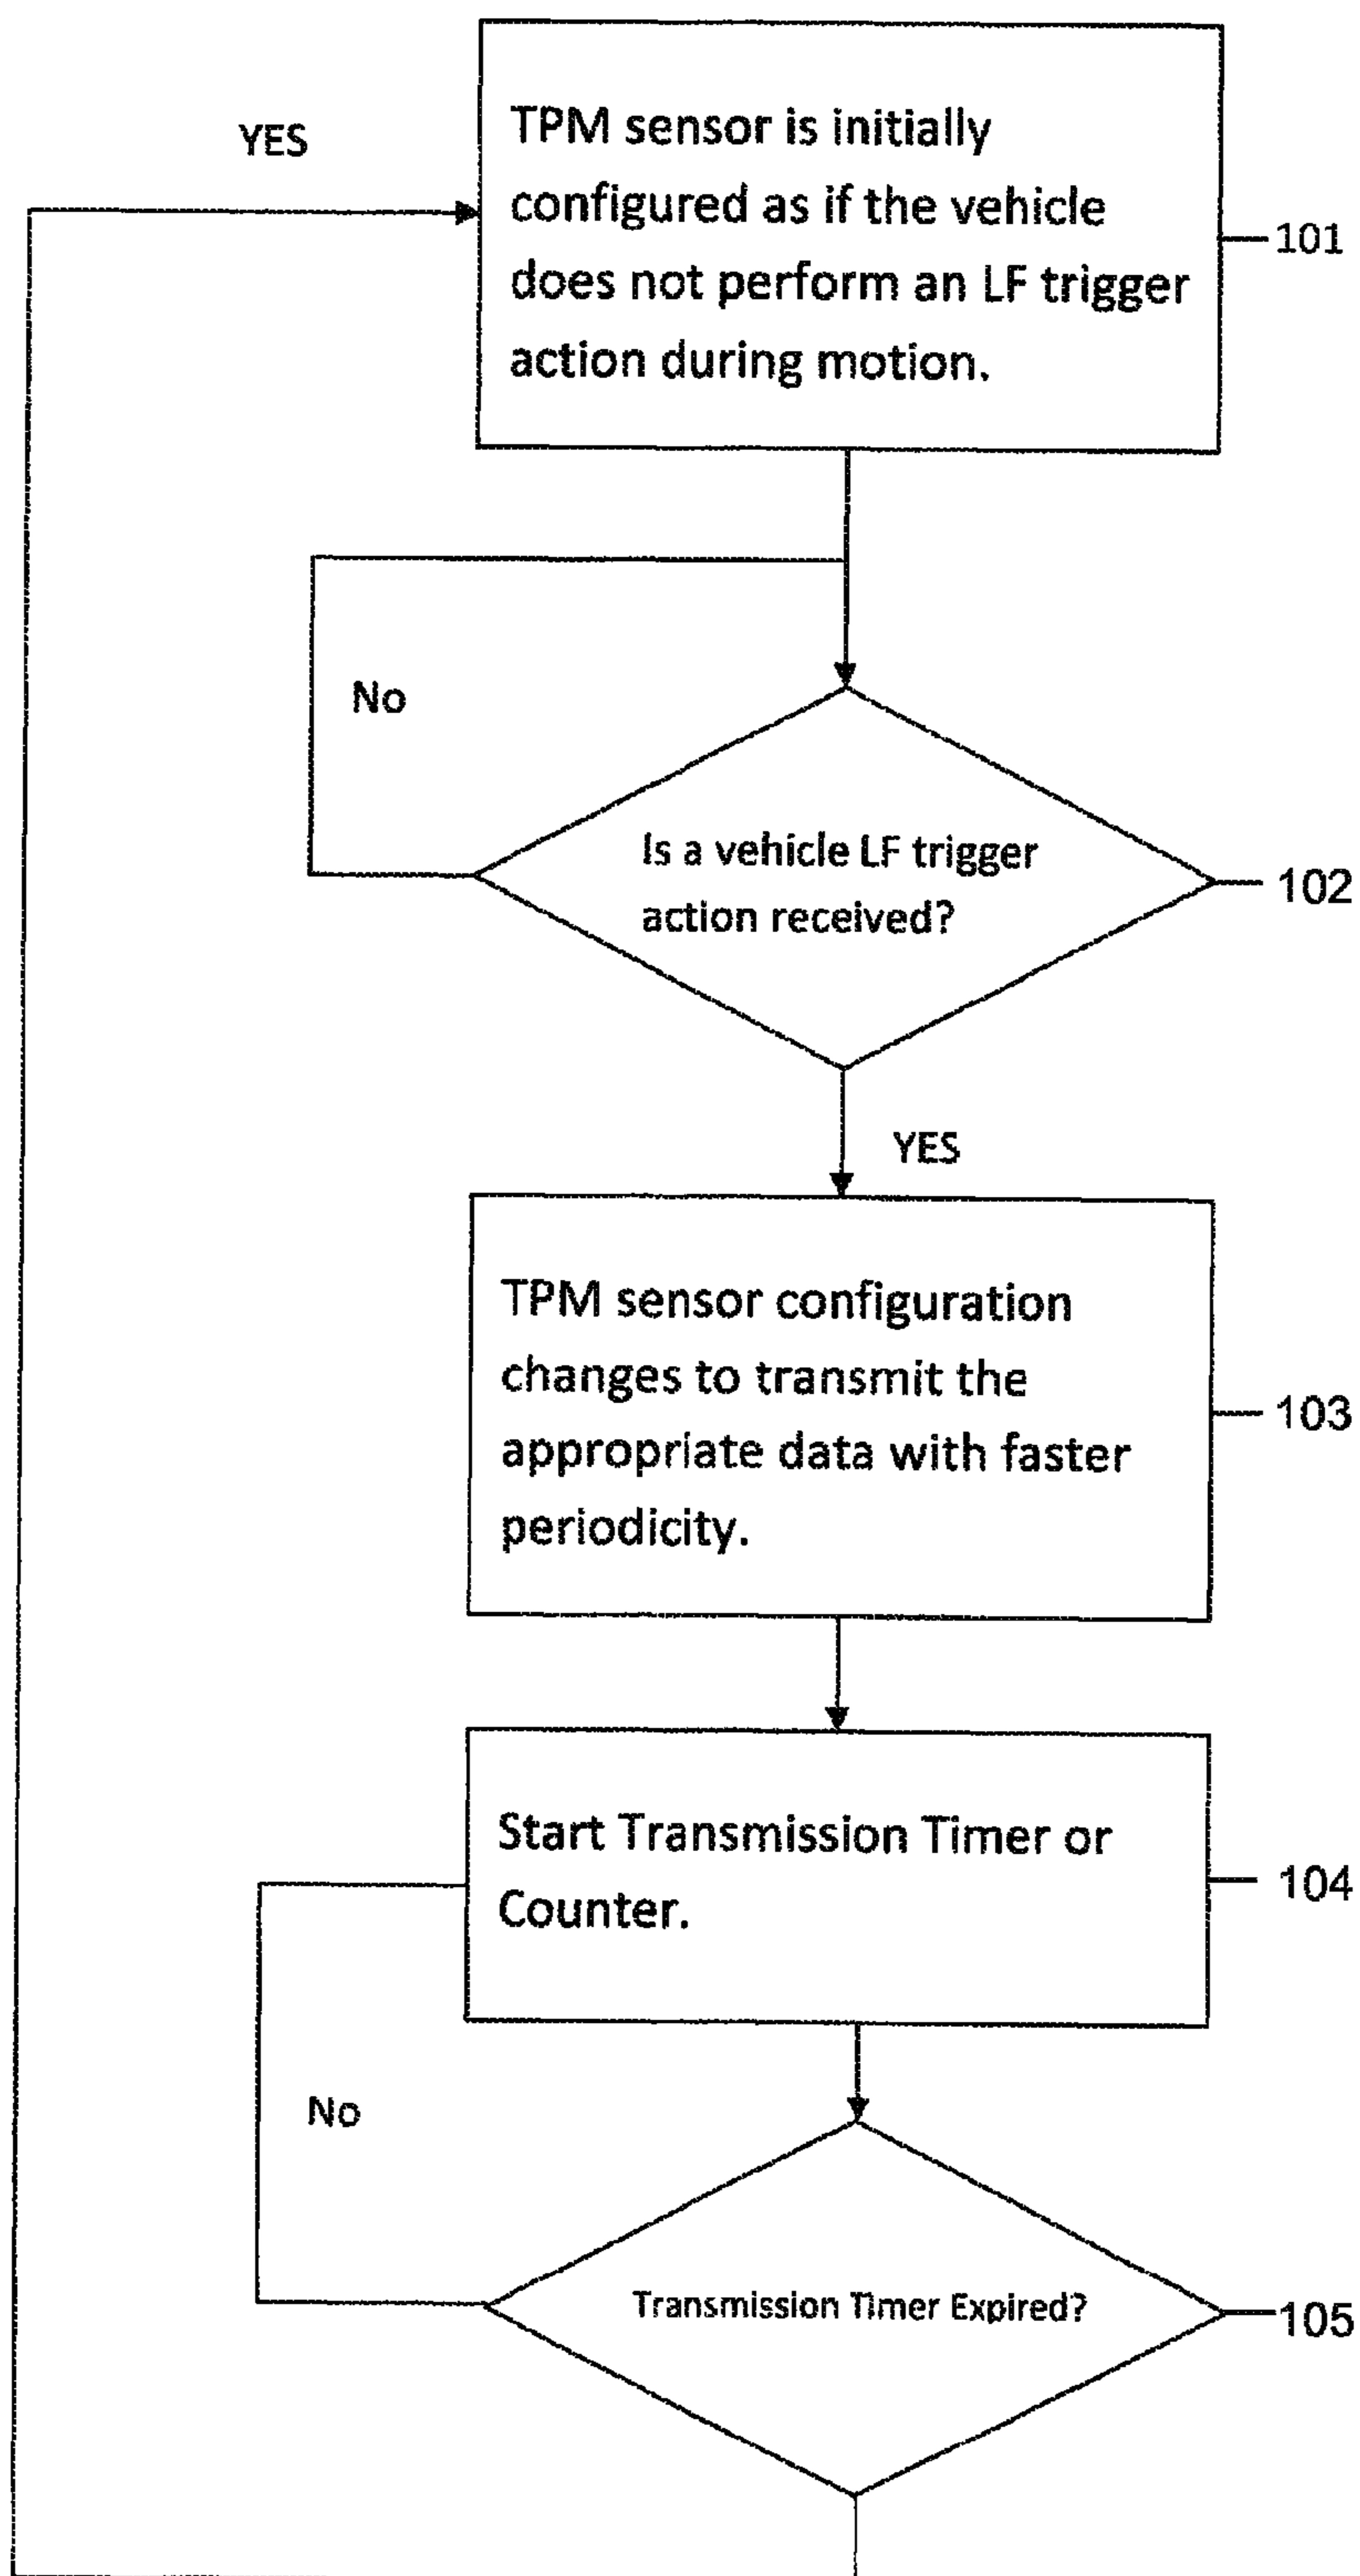 YES
TPM sensor is initially
configured as if the vehicle
does not perform an LF trigger
action during motion.
101
No
Is a vehicle LF trigger
action received?
102
YES
TPM sensor configuration
changes to transmit the
appropriate data with faster
periodicity.
103
Start Transmission Timer or
Counter.
104
No
Transmission Timer Expired?
105